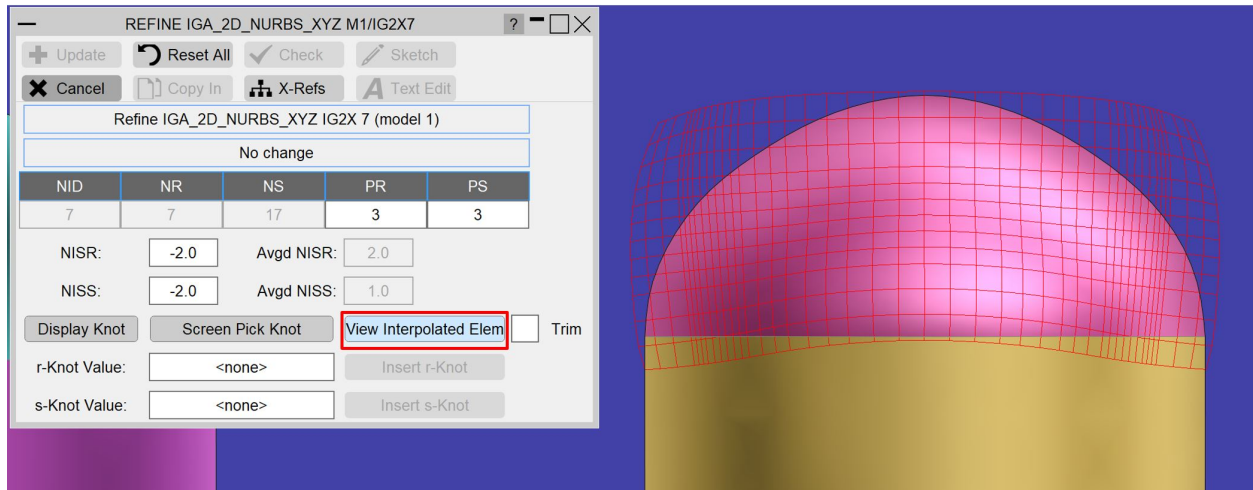 REFINE IGA_2D_NURBS_XYZ M1/IG2X7 ?
Update Reset All Check Sketch
Cancel Copy In X-Refs A Text Edit
Refine IGA_2D_NURBS_XYZ IG2X 7 (model 1)
No change
NID NR NS PR PS
7 7 17 3 3
NISR: -2.0 Avgd NISR: 2.0
NISS: -2.0 Avgd NISS: 1.0
Display Knot Screen Pick Knot View Interpolated Elem Trim
r-Knot Value: <none> Insert r-Knot
s-Knot Value: <none> Insert s-Knot